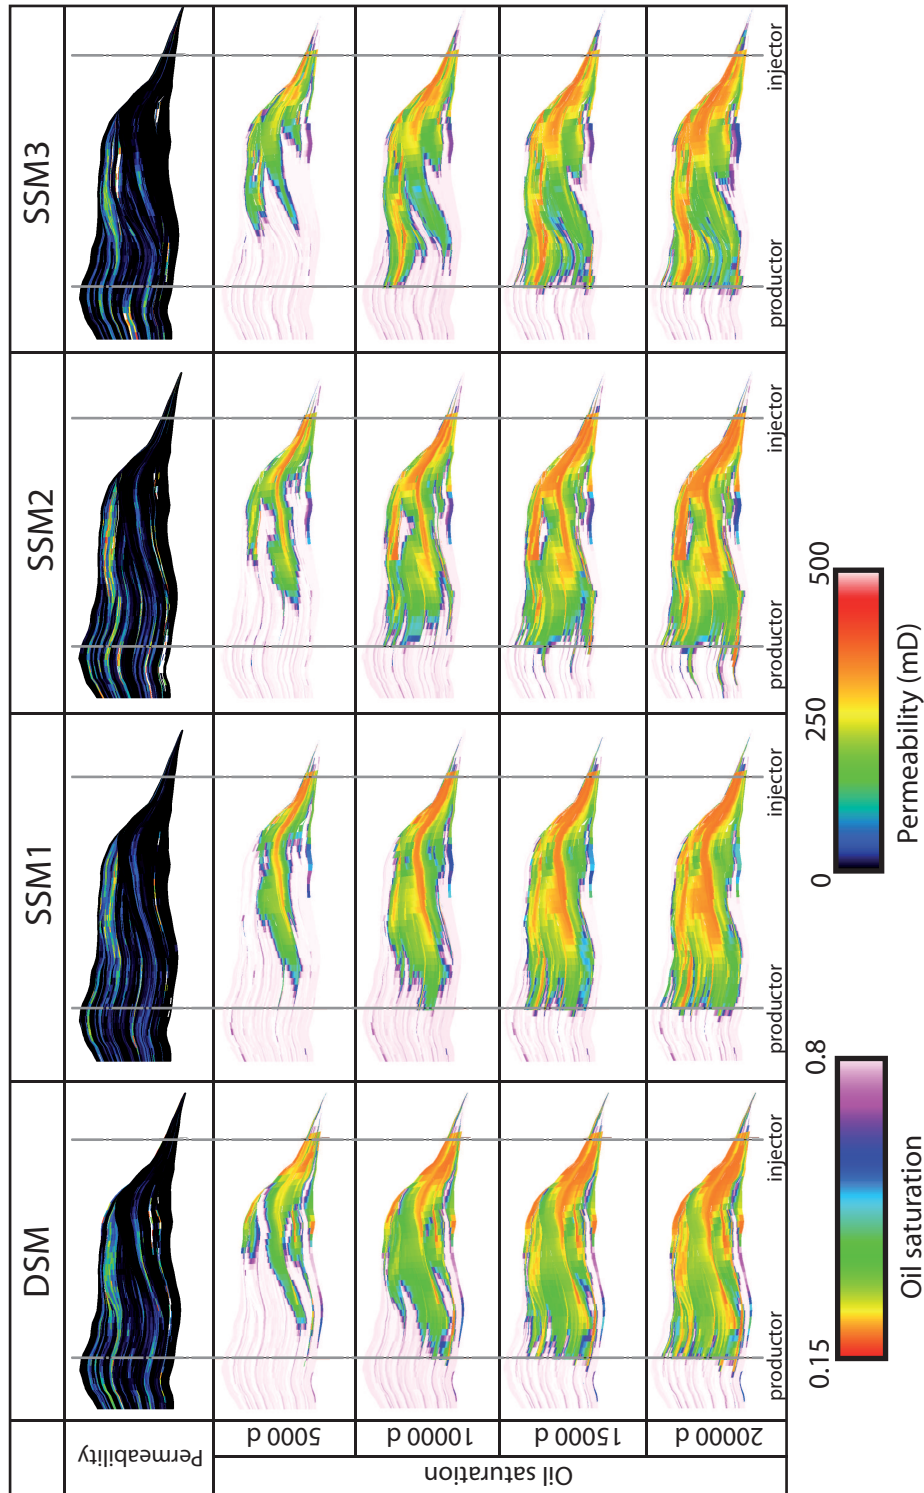 DSM
SSM1
SSM2
SSM3
Permeability
Oil saturation
5000 d
10000 d
15000 d
20000 d
productor
injector
productor
injector
productor
injector
productor
injector
0.15
0.8
Oil saturation
0
250
500
Permeability (mD)